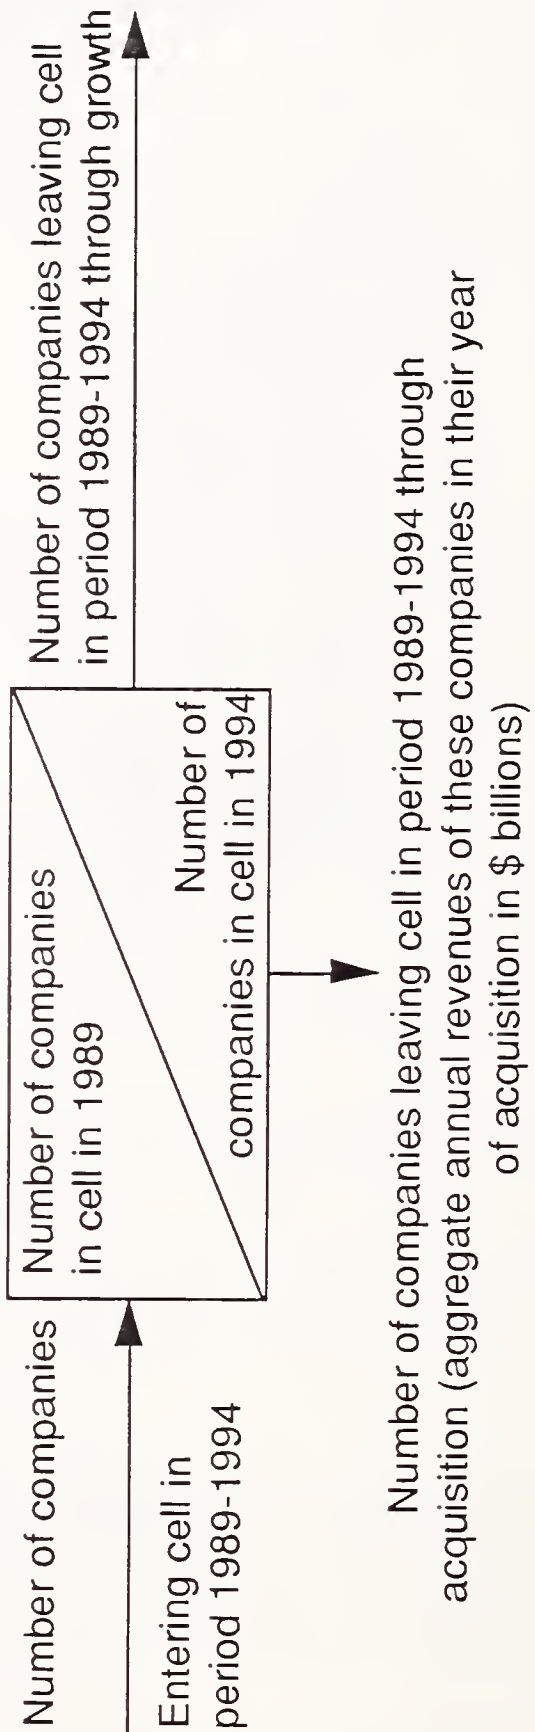 Number of companies
Entering cell in
period 1989-1994
Number of companies
in cell in 1989
Number of
companies in cell in 1994
Number of companies leaving cell
in period 1989-1994 through growth
Number of companies leaving cell in period 1989-1994 through
acquisition (aggregate annual revenues of these companies in their year
of acquisition in $ billions)